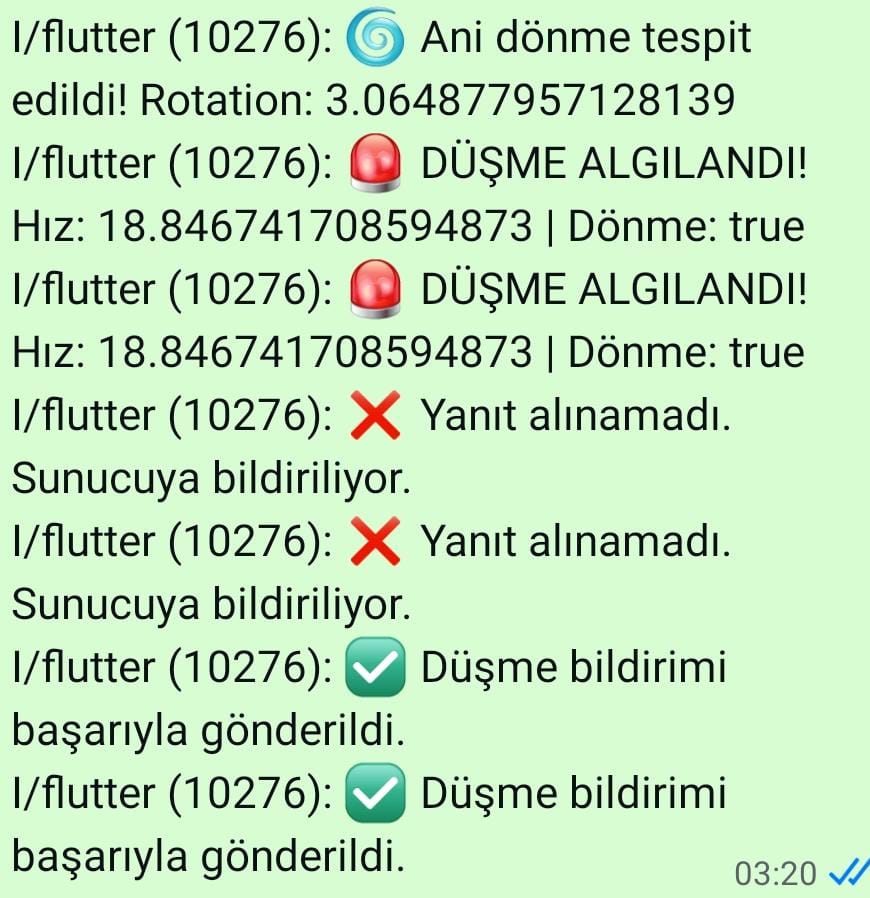 I/flutter (10276): 🌀 Ani dönme tespit
edildi! Rotation: 3.064877957128139
I/flutter (10276): 🚨 DÜŞME ALGILANDI!
Hız: 18.846741708594873 | Dönme: true
I/flutter (10276): 🚨 DÜŞME ALGILANDI!
Hız: 18.846741708594873 | Dönme: true
I/flutter (10276): ❌ Yanıt alınamadı.
Sunucuya bildiriliyor.
I/flutter (10276): ❌ Yanıt alınamadı.
Sunucuya bildiriliyor.
I/flutter (10276): ✅ Düşme bildirimi
başarıyla gönderildi.
I/flutter (10276): ✅ Düşme bildirimi
başarıyla gönderildi.
03:20